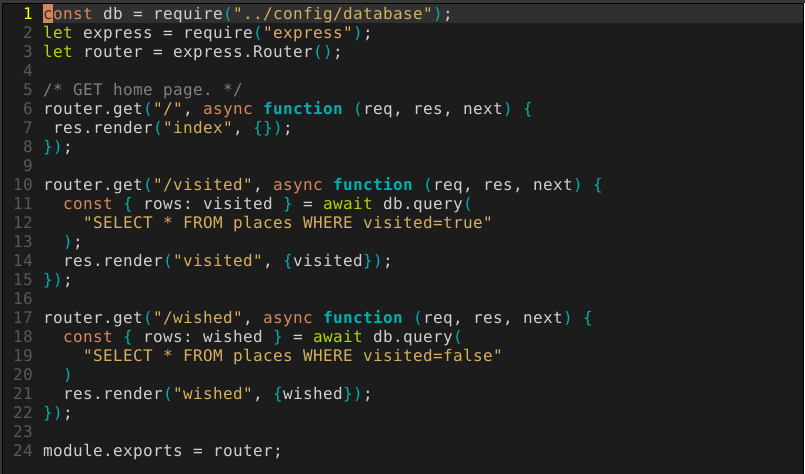 1 const db = require("../config/database");
2 let express = require("express");
3 let router = express.Router();
4
5 /* GET home page. */
6 router.get("/", async function (req, res, next) {
7  res.render("index", {});
8 });
9
10 router.get("/visited", async function (req, res, next) {
11   const { rows: visited } = await db.query(
12     "SELECT * FROM places WHERE visited=true"
13   );
14   res.render("visited", {visited});
15 });
16
17 router.get("/wished", async function (req, res, next) {
18   const { rows: wished } = await db.query(
19     "SELECT * FROM places WHERE visited=false"
20   )
21   res.render("wished", {wished});
22 });
23
24 module.exports = router;